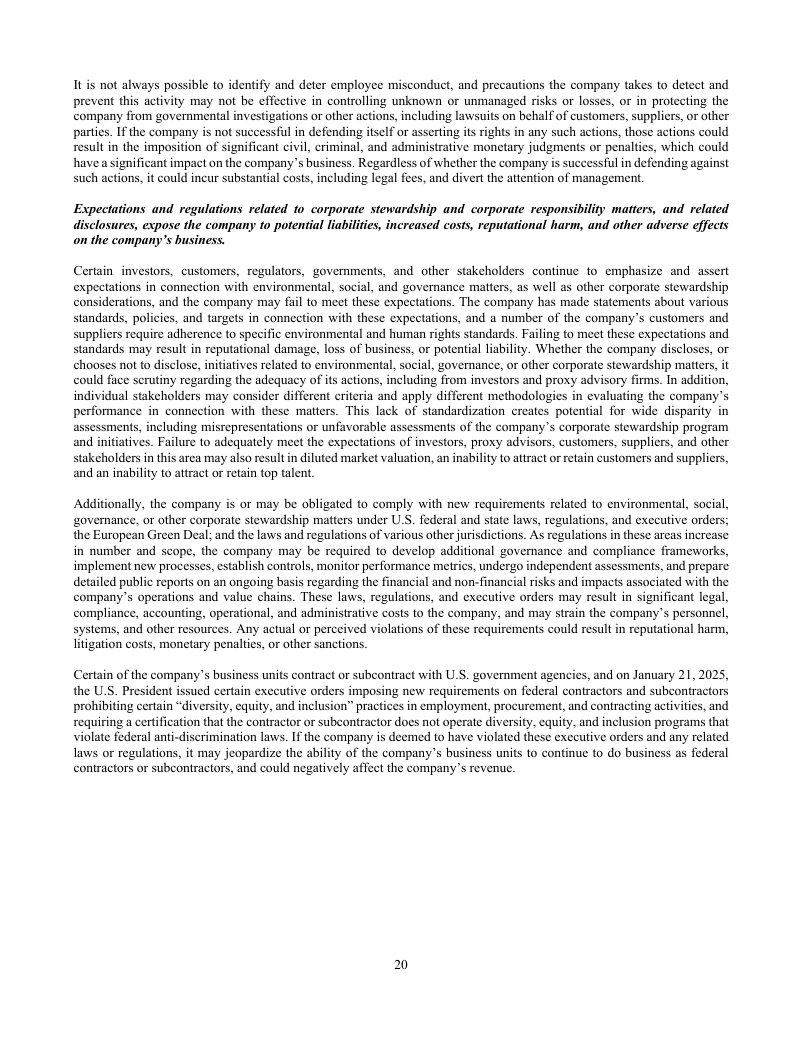 It is not always possible to identify and deter employee misconduct, and precautions the company takes to detect and
prevent this activity may not be effective in controlling unknown or unmanaged risks or losses, or in protecting the
company from governmental investigations or other actions, including lawsuits on behalf of customers, suppliers, or other
parties. If the company is not successful in defending itself or asserting its rights in any such actions, those actions could
result in the imposition of significant civil, criminal, and administrative monetary judgments or penalties, which could
have a significant impact on the company’s business. Regardless of whether the company is successful in defending against
such actions, it could incur substantial costs, including legal fees, and divert the attention of management.
Expectations and regulations related to corporate stewardship and corporate responsibility matters, and related
disclosures, expose the company to potential liabilities, increased costs, reputational harm, and other adverse effects
on the company’s business.
Certain investors, customers, regulators, governments, and other stakeholders continue to emphasize and assert
expectations in connection with environmental, social, and governance matters, as well as other corporate stewardship
considerations, and the company may fail to meet these expectations. The company has made statements about various
standards, policies, and targets in connection with these expectations, and a number of the company’s customers and
suppliers require adherence to specific environmental and human rights standards. Failing to meet these expectations and
standards may result in reputational damage, loss of business, or potential liability. Whether the company discloses, or
chooses not to disclose, initiatives related to environmental, social, governance, or other corporate stewardship matters, it
could face scrutiny regarding the adequacy of its actions, including from investors and proxy advisory firms. In addition,
individual stakeholders may consider different criteria and apply different methodologies in evaluating the company’s
performance in connection with these matters. This lack of standardization creates potential for wide disparity in
assessments, including misrepresentations or unfavorable assessments of the company’s corporate stewardship program
and initiatives. Failure to adequately meet the expectations of investors, proxy advisors, customers, suppliers, and other
stakeholders in this area may also result in diluted market valuation, an inability to attract or retain customers and suppliers,
and an inability to attract or retain top talent.
Additionally, the company is or may be obligated to comply with new requirements related to environmental, social,
governance, or other corporate stewardship matters under U.S. federal and state laws, regulations, and executive orders;
the European Green Deal; and the laws and regulations of various other jurisdictions. As regulations in these areas increase
in number and scope, the company may be required to develop additional governance and compliance frameworks,
implement new processes, establish controls, monitor performance metrics, undergo independent assessments, and prepare
detailed public reports on an ongoing basis regarding the financial and non-financial risks and impacts associated with the
company’s operations and value chains. These laws, regulations, and executive orders may result in significant legal,
compliance, accounting, operational, and administrative costs to the company, and may strain the company’s personnel,
systems, and other resources. Any actual or perceived violations of these requirements could result in reputational harm,
litigation costs, monetary penalties, or other sanctions.
Certain of the company’s business units contract or subcontract with U.S. government agencies, and on January 21, 2025,
the U.S. President issued certain executive orders imposing new requirements on federal contractors and subcontractors
prohibiting certain “diversity, equity, and inclusion” practices in employment, procurement, and contracting activities, and
requiring a certification that the contractor or subcontractor does not operate diversity, equity, and inclusion programs that
violate federal anti-discrimination laws. If the company is deemed to have violated these executive orders and any related
laws or regulations, it may jeopardize the ability of the company’s business units to continue to do business as federal
contractors or subcontractors, and could negatively affect the company’s revenue.
20